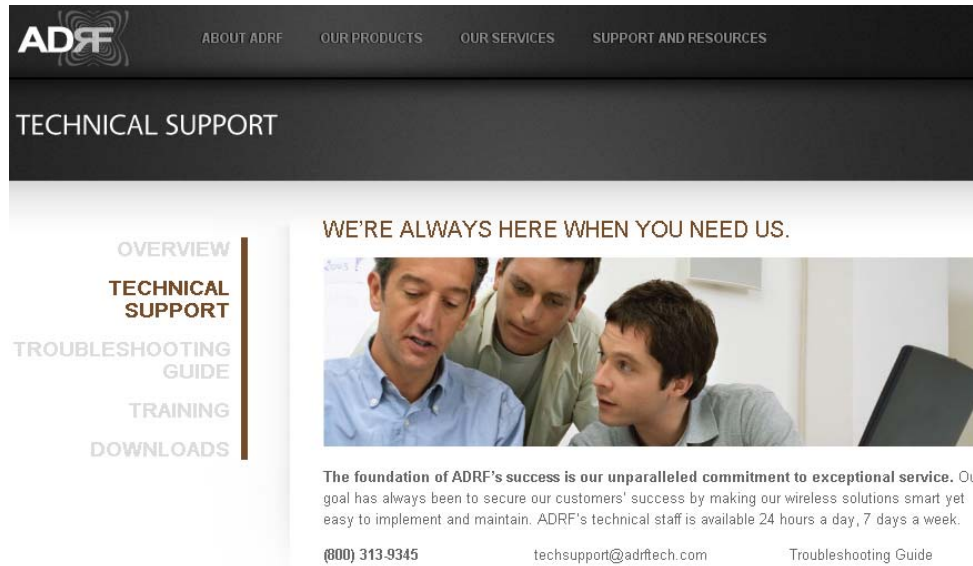 ADRF
ABOUT ADRF OUR PRODUCTS OUR SERVICES SUPPORT AND RESOURCES
TECHNICAL SUPPORT
OVERVIEW
TECHNICAL
SUPPORT
TROUBLESHOOTING
GUIDE
TRAINING
DOWNLOADS
WE'RE ALWAYS HERE WHEN YOU NEED US.
The foundation of ADRF's success is our unparalleled commitment to exceptional service.
goal has always been to secure our customers' success by making our wireless solutions smart yet
easy to implement and maintain. ADRF's technical staff is available 24 hours a day, 7 days a week.
(800) 313-9345 techsupport@adrftech.com Troubleshooting Guide